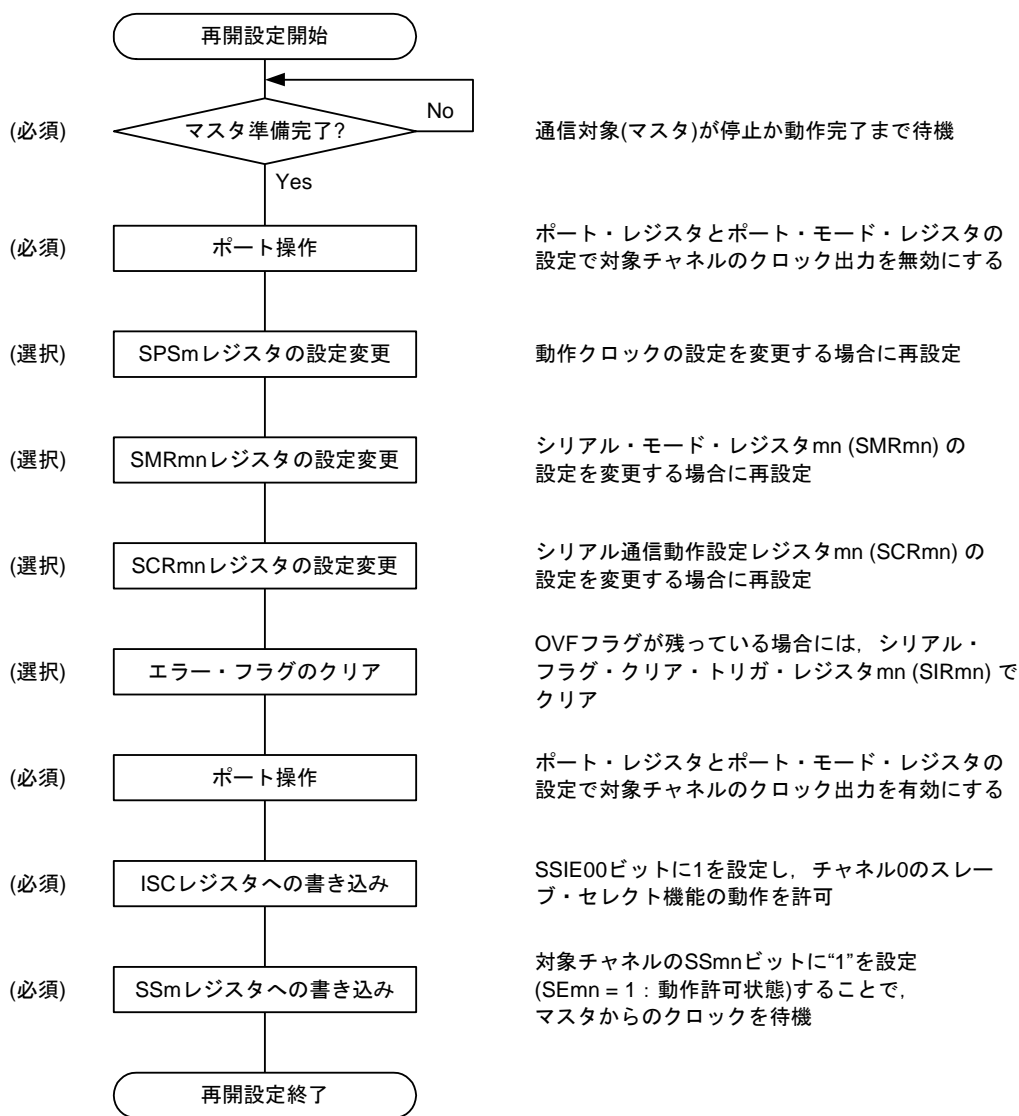 再開設定開始
No
(必須)
マスタ準備完了?
通信対象(マスタ)が停止か動作完了まで待機
Yes
(必須)
ポート操作
ポート・レジスタとポート・モード・レジスタの
設定で対象チャネルのクロック出力を無効にする
(選択)
SPSmレジスタの設定変更
動作クロックの設定を変更する場合に再設定
(選択)
SMRmnレジスタの設定変更
シリアル・モード・レジスタmn (SMRmn) の
設定を変更する場合に再設定
(選択)
SCRmnレジスタの設定変更
シリアル通信動作設定レジスタmn (SCRmn) の
設定を変更する場合に再設定
(選択)
エラー・フラグのクリア
OVFフラグが残っている場合には，シリアル・
フラグ・クリア・トリガ・レジスタmn (SIRmn) で
クリア
(必須)
ポート操作
ポート・レジスタとポート・モード・レジスタの
設定で対象チャネルのクロック出力を有効にする
(必須)
ISCレジスタへの書き込み
SSIE00ビットに1を設定し，チャネル0のスレー
ブ・セレクト機能の動作を許可
(必須)
SSmレジスタへの書き込み
対象チャネルのSSmnビットに“1”を設定
(SEmn = 1：動作許可状態)することで，
マスタからのクロックを待機
再開設定終了